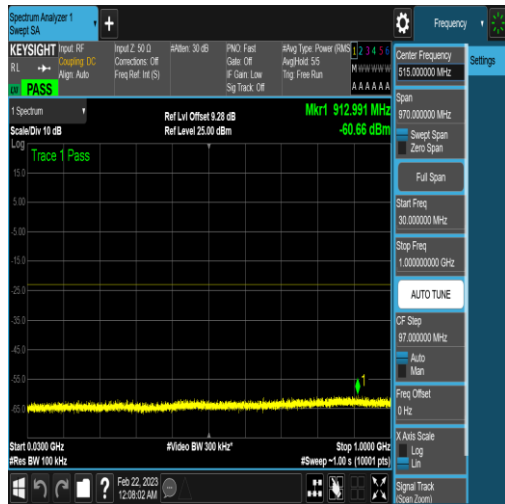 Spectrum Analyzer 1
Swept SA
+
Frequency
KEYSIGHT
RL
PASS
Input: RF
Coupling: DC
Align: Auto
Input Z: 50 Ω
Corrections: Off
Freq Ref: Int (S)
#Atten: 30 dB
PNO: Fast
Gate: Off
IF Gain: Low
Sig Track: Off
#Avg Type: Power (RMS
Avg|Hold: 5/5
Trig: Free Run
1 2 3 4 5 6
M W W W W W
A A A A A A
Center Frequency
515.000000 MHz
Settings
Span
970.000000 MHz
Swept Span
Zero Span
Full Span
Start Freq
30.000000 MHz
Stop Freq
1.000000000 GHz
AUTO TUNE
CF Step
97.000000 MHz
Auto
Man
Freq Offset
0 Hz
X Axis Scale
Log
Lin
Signal Track
(Span Zoom)
1 Spectrum
Scale/Div 10 dB
Ref Lvl Offset 9.28 dB
Ref Level 25.00 dBm
Mkr1 912.991 MHz
-60.66 dBm
Log
Trace 1 Pass
15.0
5.00
-5.00
-15.0
-25.0
-35.0
-45.0
-55.0
-65.0
1
Start 0.0300 GHz
#Res BW 100 kHz
#Video BW 300 kHz*
Stop 1.0000 GHz
#Sweep ~1.00 s (10001 pts)
?
Feb 22, 2023
12:08:02 AM